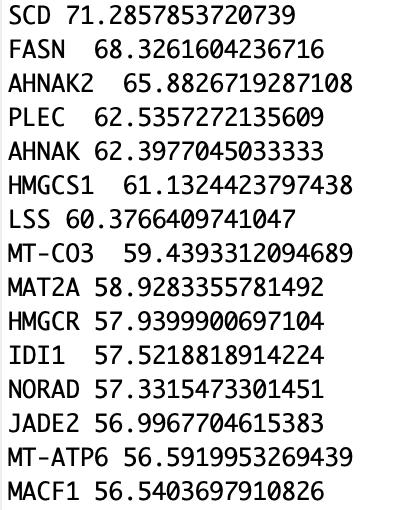 SCD 71.2857853720739
FASN 68.3261604236716
AHNAK2 65.8826719287108
PLEC 62.5357272135609
AHNAK 62.3977045033333
HMGCS1 61.1324423797438
LSS 60.3766409741047
MT-CO3 59.4393312094689
MAT2A 58.9283355781492
HMGCR 57.9399900697104
IDI1 57.5218818914224
NORAD 57.3315473301451
JADE2 56.9967704615383
MT-ATP6 56.5919953269439
MACF1 56.5403697910826